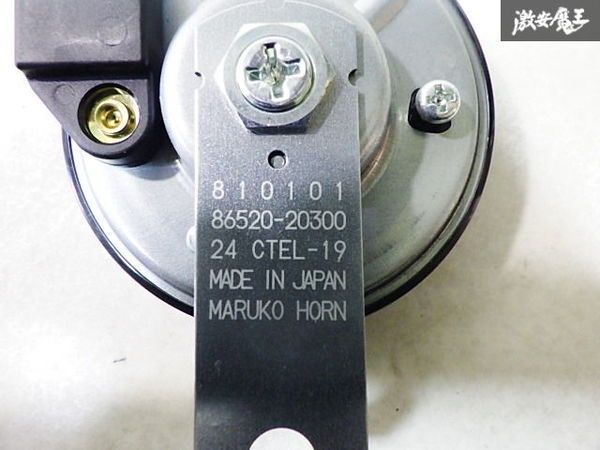 激安魔王
810101
86520-20300
24 CTEL-19
MADE IN JAPAN
MARUKO HORN